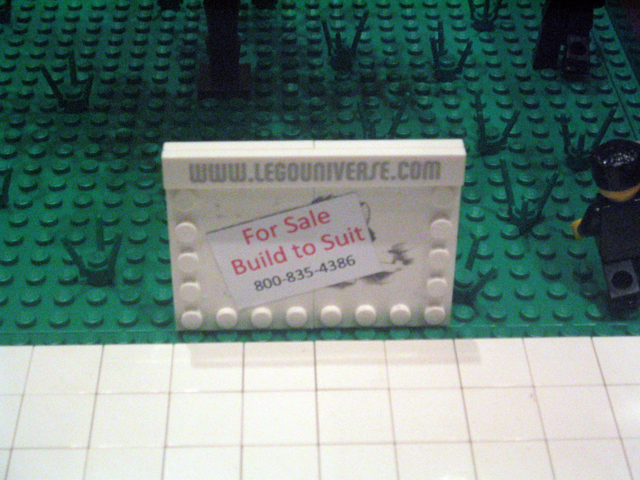 WWW.LEGOUNIVERSE.COM
For Sale
Build to Suit
800-835-4386